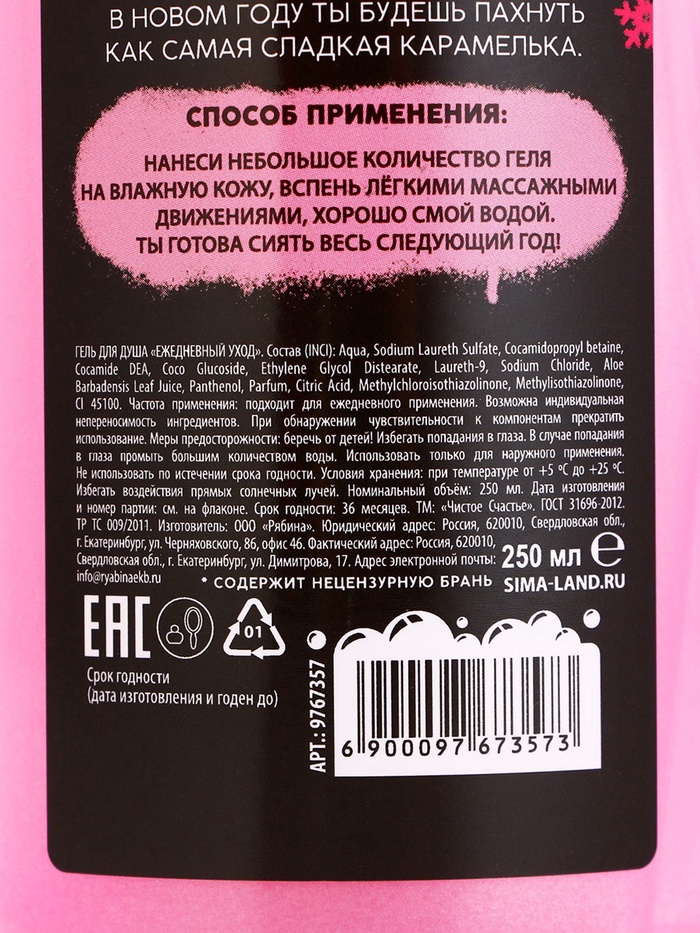 В НОВОМ ГОДУ ТЫ БУДЕШЬ ПАХНУТЬ
КАК САМАЯ СЛАДКАЯ КАРАМЕЛЬКА.
СПОСОБ ПРИМЕНЕНИЯ:
НАНЕСИ НЕБОЛЬШОЕ КОЛИЧЕСТВО ГЕЛЯ
НА ВЛАЖНУЮ КОЖУ, ВСПЕНЬ ЛЁГКИМИ МАССАЖНЫМИ
ДВИЖЕНИЯМИ, ХОРОШО СМОЙ ВОДОЙ.
ТЫ ГОТОВА СИЯТЬ ВЕСЬ СЛЕДУЮЩИЙ ГОД!
ГЕЛЬ ДЛЯ ДУША «ЕЖЕДНЕВНЫЙ УХОД». Состав (INCI): Aqua, Sodium Laureth Sulfate, Cocamidopropyl betaine,
Cocamide DEA, Coco Glucoside, Ethylene Glycol Distearate, Laureth-9, Sodium Chloride, Aloe
Barbadensis Leaf Juice, Panthenol, Parfum, Citric Acid, Methylchloroisothiazolinone, Methylisothiazolinone,
CI 45100. Частота применения: подходит для ежедневного применения. Возможна индивидуальная
непереносимость ингредиентов. При обнаружении чувствительности к компонентам прекратить
использование. Меры предосторожности: беречь от детей! Избегать попадания в глаза. В случае попадания
в глаза промыть большим количеством воды. Использовать только для наружного применения.
Не использовать по истечении срока годности. Условия хранения: при температуре от +5 ºС до +25 ºС.
Избегать воздействия прямых солнечных лучей. Номинальный объём: 250 мл. Дата изготовления
и номер партии: см. на флаконе. Срок годности: 36 месяцев. ТМ: «Чистое Счастье». ГОСТ 31696-2012.
ТР ТС 009/2011. Изготовитель: ООО «Рябина». Юридический адрес: Россия, 620010, Свердловская обл.,
г. Екатеринбург, ул. Черняховского, 86, офис 46. Фактический адрес: Россия, 620010,
Свердловская обл., г. Екатеринбург, ул. Димитрова, 17. Адрес электронной почты:
info@ryabinaekb.ru
250 мл ℮
* СОДЕРЖИТ НЕЦЕНЗУРНУЮ БРАНЬ
SIMA-LAND.RU
EAC
01
Срок годности
(дата изготовления и годен до)
АРТ.: 9767357
6 900097 673573